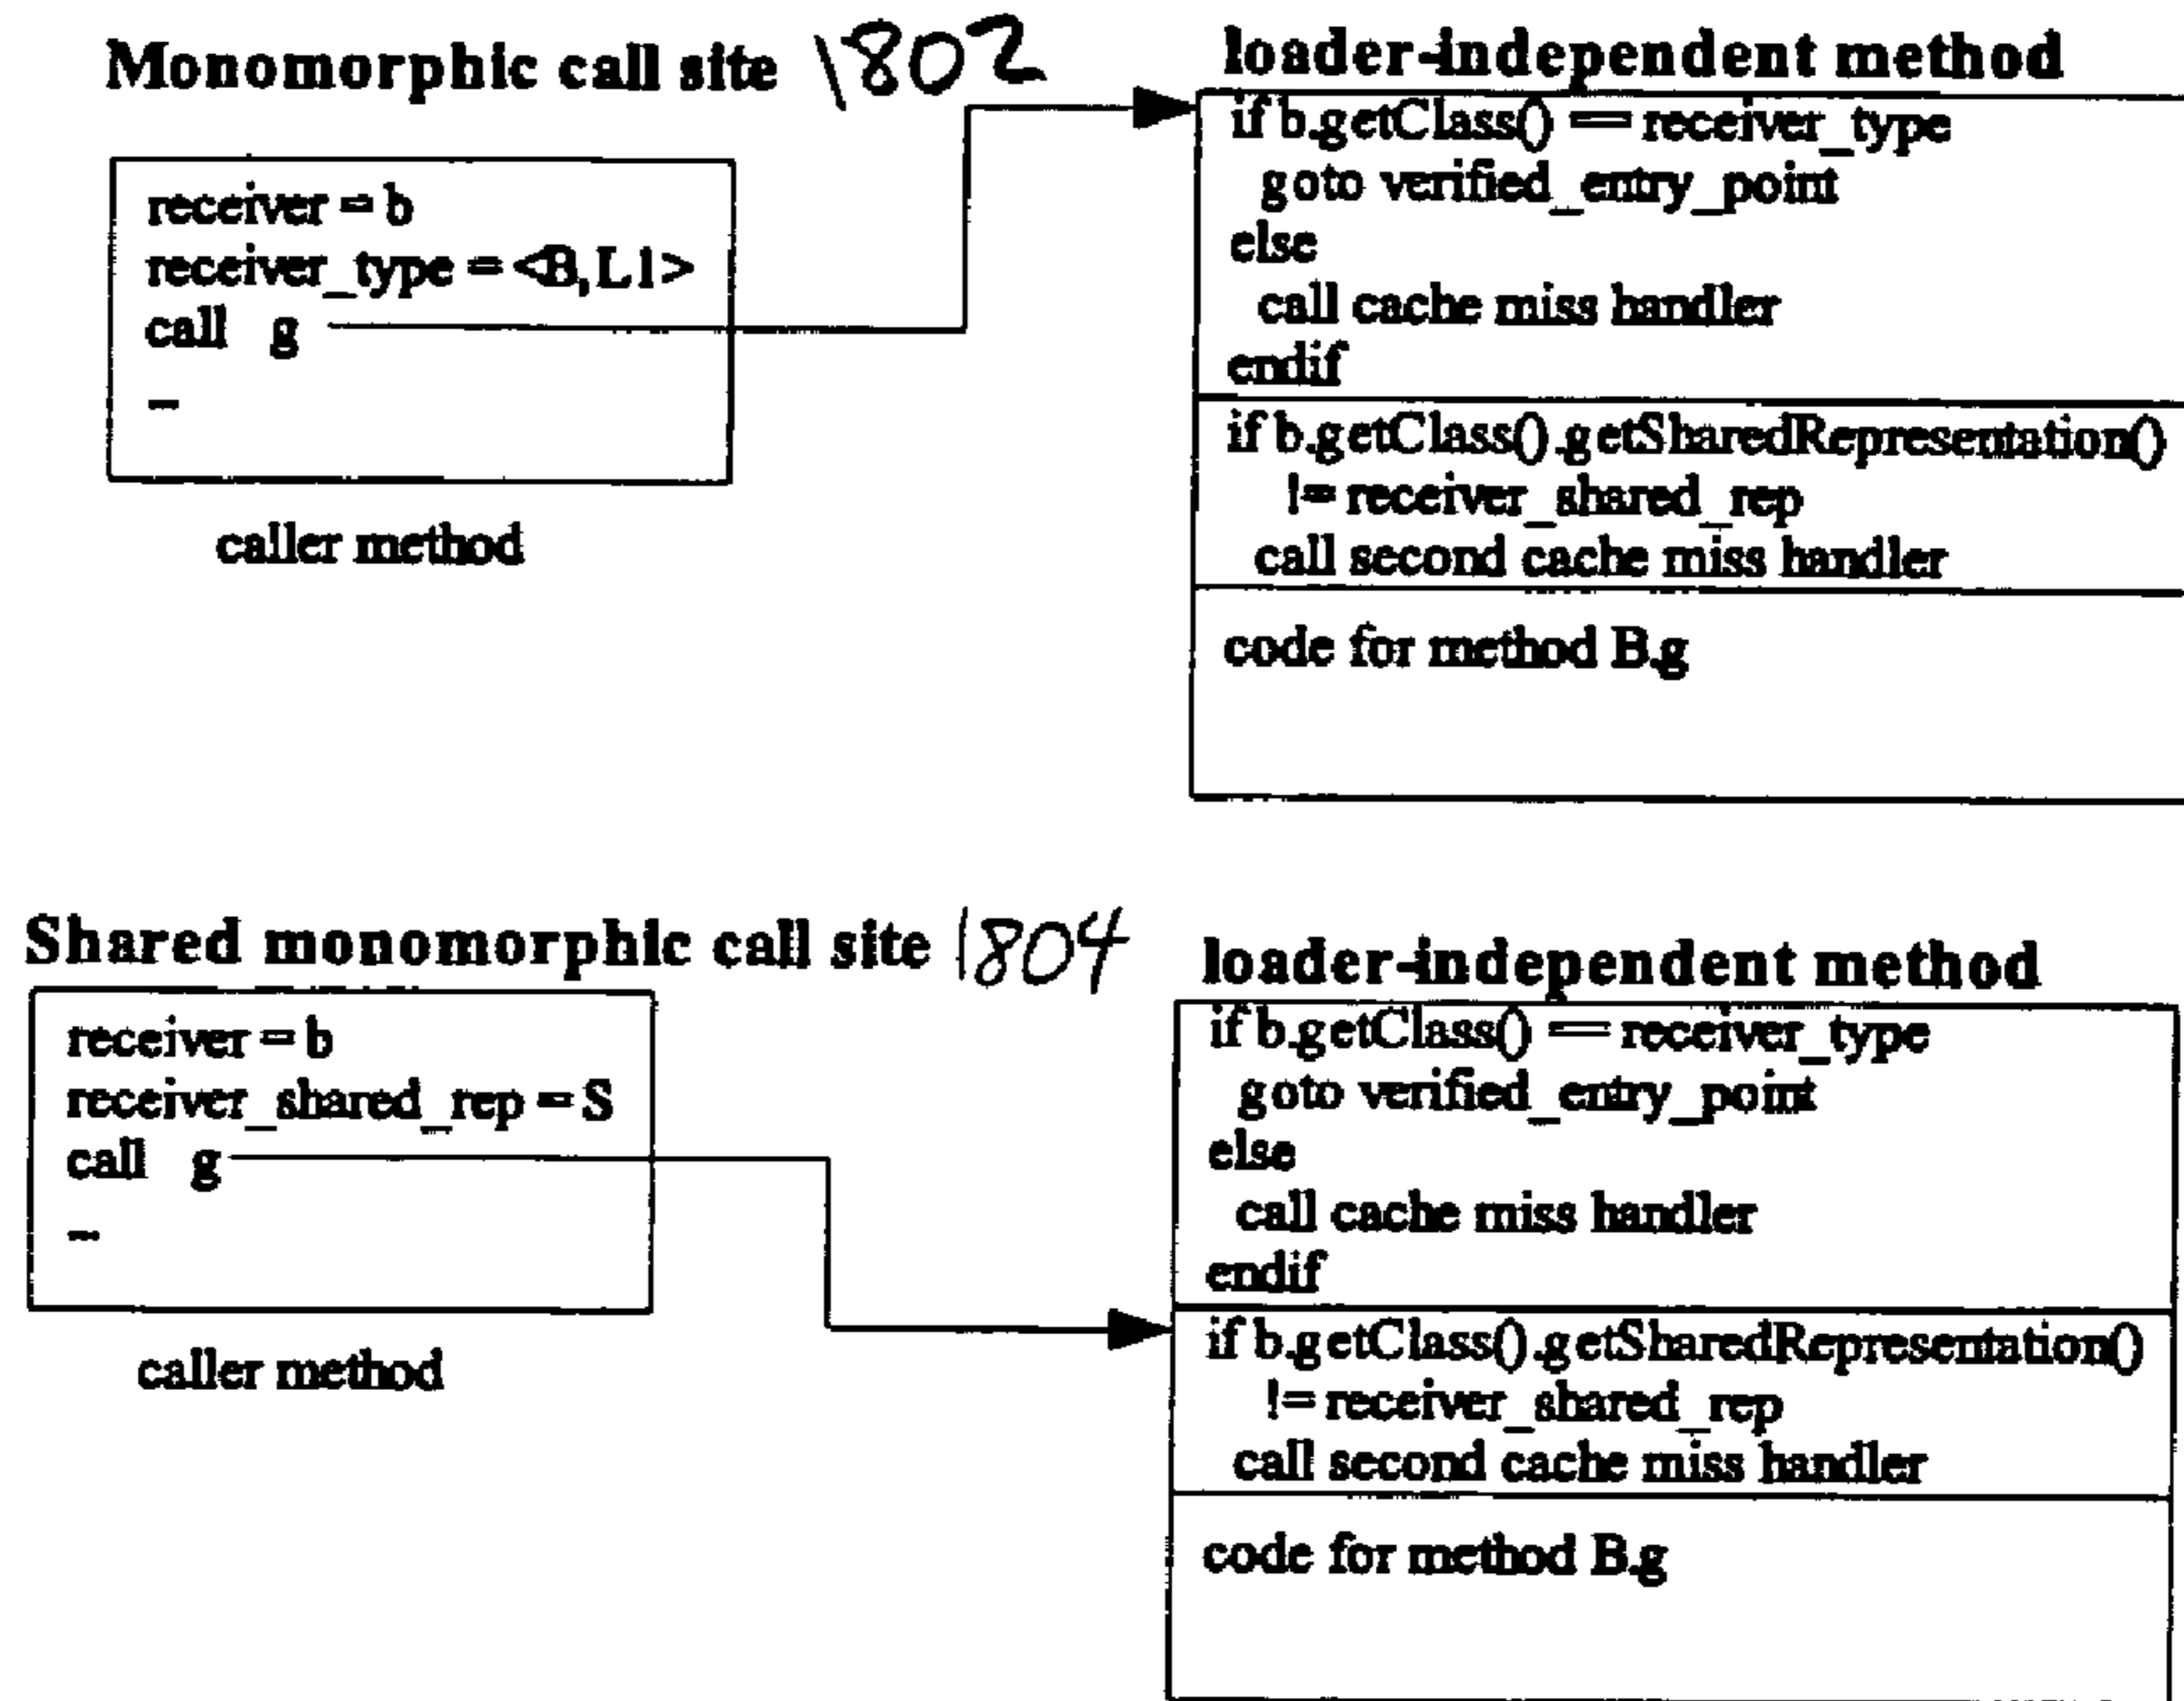 Monomorphic call site 1802
receiver = b
receiver_type = <B, L1>
call g
–
caller method
loader-independent method
if b.getClass() == receiver_type
goto verified_entry_point
else
call cache miss handler
endif
if b.getClass().getSharedRepresentation()
!= receiver_shared_rep
call second cache miss handler
code for method B.g
Shared monomorphic call site 1804
receiver = b
receiver_shared_rep = S
call g
–
caller method
loader-independent method
if b.getClass() == receiver_type
goto verified_entry_point
else
call cache miss handler
endif
if b.getClass().getSharedRepresentation()
!= receiver_shared_rep
call second cache miss handler
code for method B.g